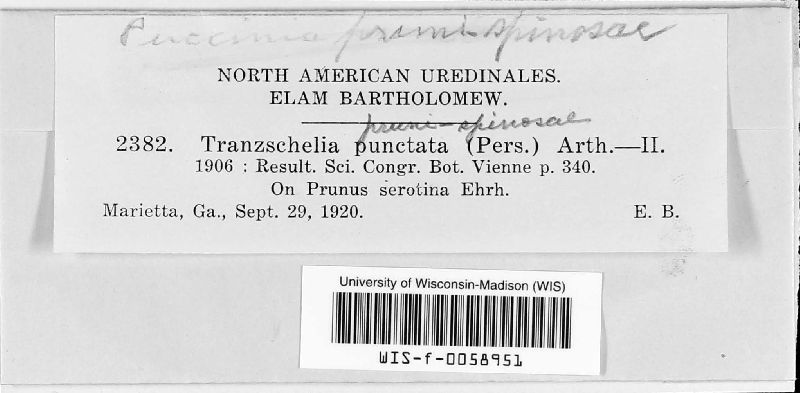 Puccinia pruni-spinosae
NORTH AMERICAN UREDINALES.
ELAM BARTHOLOMEW.
pruni-spinosae
2382. Tranzschelia punctata (Pers.) Arth.—II.
1906 : Result. Sci. Congr. Bot. Vienne p. 340.
On Prunus serotina Ehrh.
Marietta, Ga., Sept. 29, 1920. E. B.
University of Wisconsin-Madison (WIS)
WIS-f-0058951